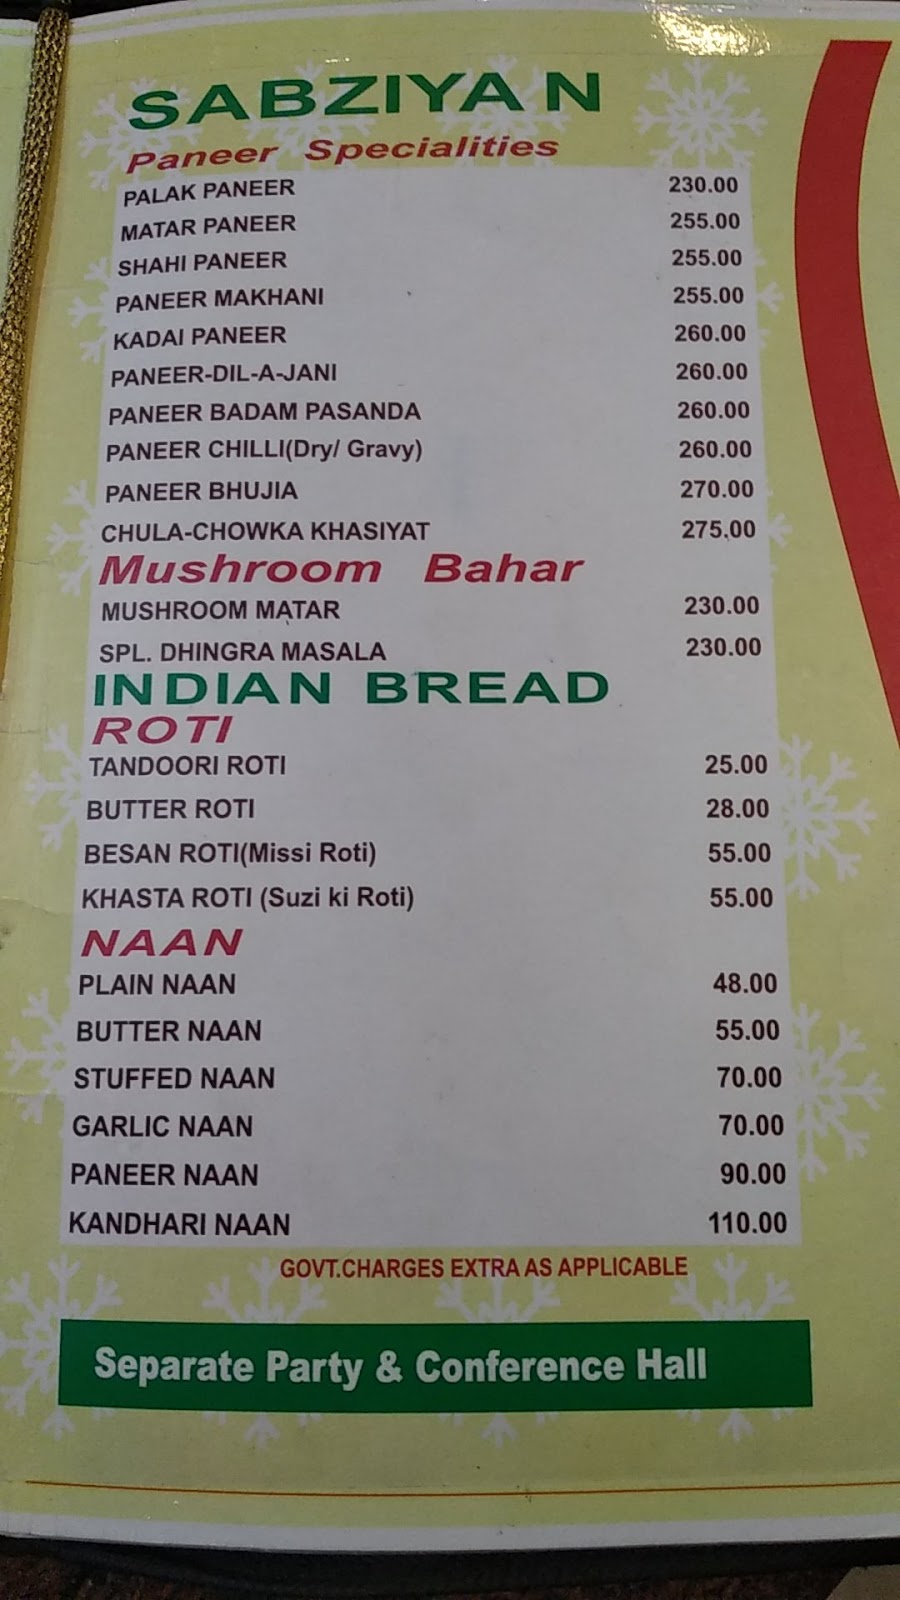 SABZIYAN
Paneer Specialities
PALAK PANEER 230.00
MATAR PANEER 255.00
SHAHI PANEER 255.00
PANEER MAKHANI 255.00
KADAI PANEER 260.00
PANEER-DIL-A-JANI 260.00
PANEER BADAM PASANDA 260.00
PANEER CHILLI(Dry/ Gravy) 260.00
PANEER BHUJIA 270.00
CHULA-CHOWKA KHASIYAT 275.00
Mushroom Bahar
MUSHROOM MATAR 230.00
SPL. DHINGRA MASALA 230.00
INDIAN BREAD
ROTI
TANDOORI ROTI 25.00
BUTTER ROTI 28.00
BESAN ROTI(Missi Roti) 55.00
KHASTA ROTI (Suzi ki Roti) 55.00
NAAN
PLAIN NAAN 48.00
BUTTER NAAN 55.00
STUFFED NAAN 70.00
GARLIC NAAN 70.00
PANEER NAAN 90.00
KANDHARI NAAN 110.00
GOVT.CHARGES EXTRA AS APPLICABLE
Separate Party & Conference Hall